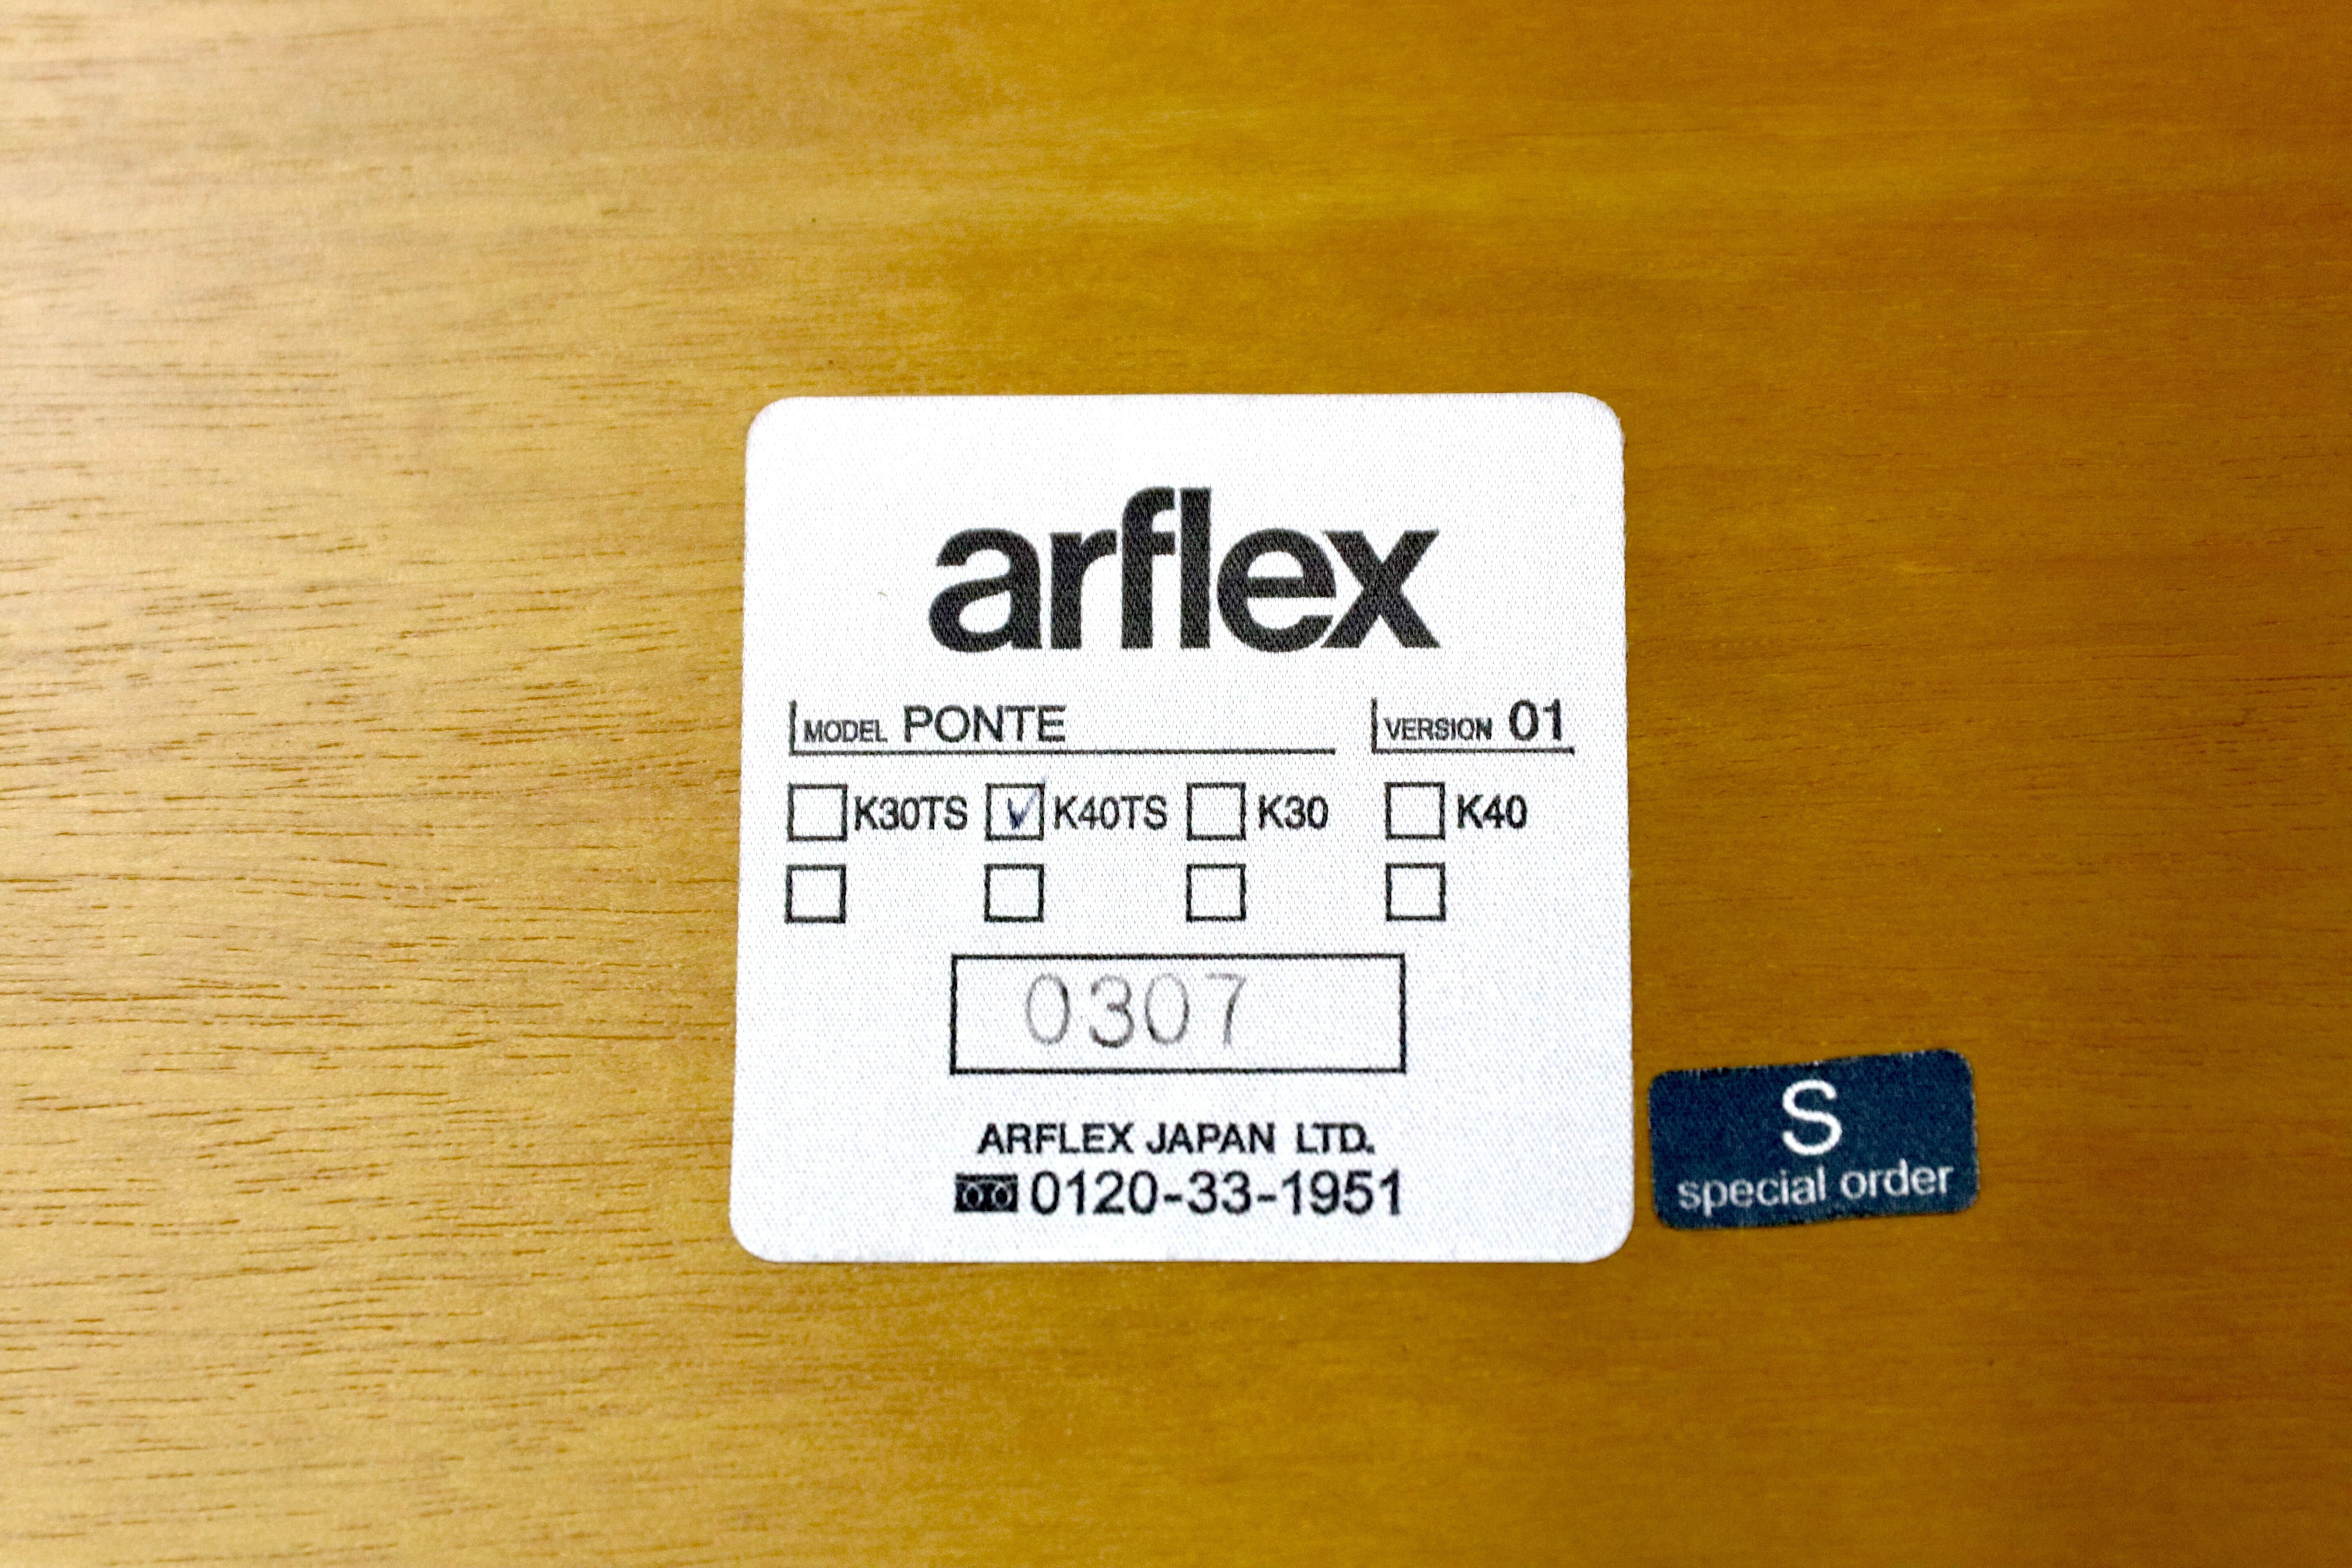 arflex
MODEL PONTE VERSION 01
K30TS K40TS K30 K40
0307
ARFLEX JAPAN LTD.
0120-33-1951
S
special order